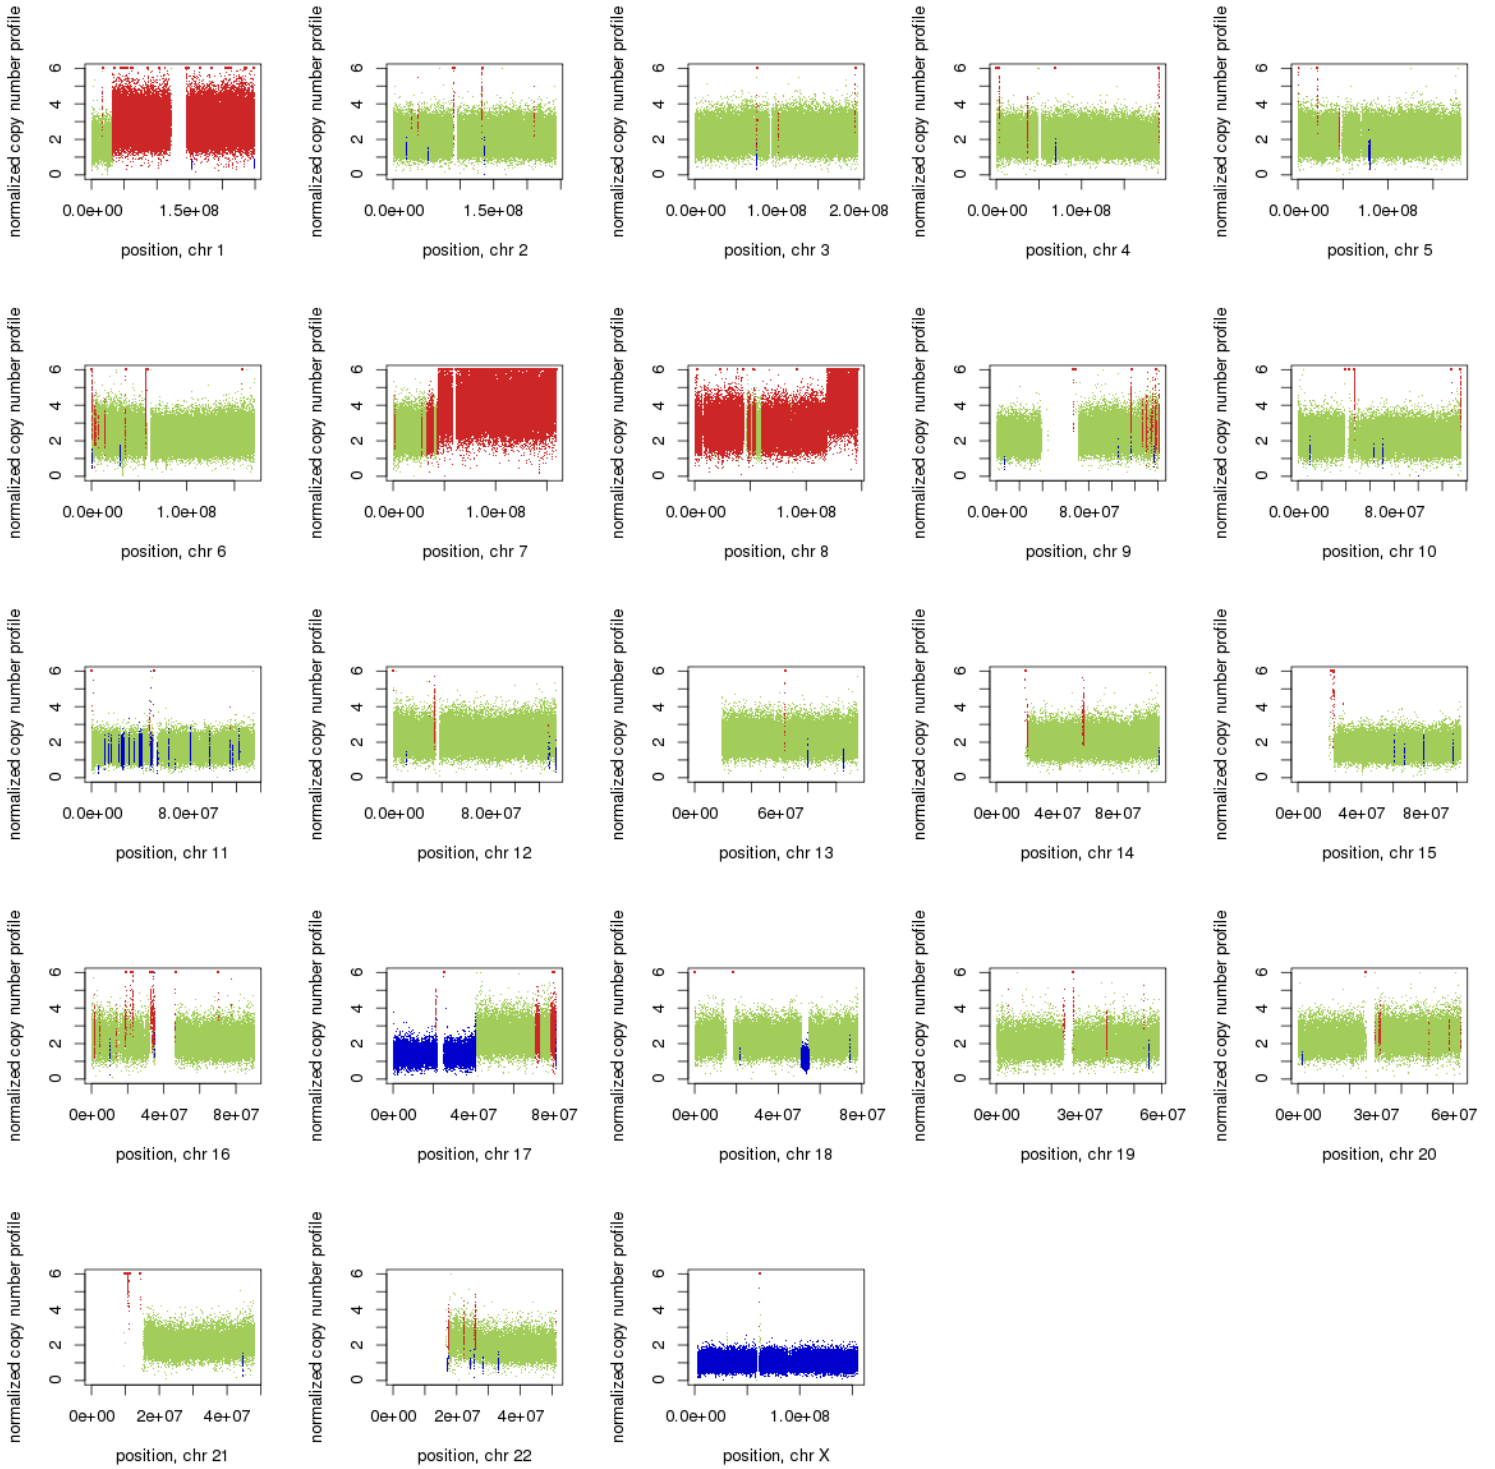 normalized copy number profile
6
4
2
0
0.0e+00 1.5e+08
position, chr 1
normalized copy number profile
6
4
2
0
0.0e+00 1.5e+08
position, chr 2
normalized copy number profile
6
4
2
0
0.0e+00 1.0e+08 2.0e+08
position, chr 3
normalized copy number profile
6
4
2
0
0.0e+00 1.0e+08
position, chr 4
normalized copy number profile
6
4
2
0
0.0e+00 1.0e+08
position, chr 5
normalized copy number profile
6
4
2
0
0.0e+00 1.0e+08
position, chr 6
normalized copy number profile
6
4
2
0
0.0e+00 1.0e+08
position, chr 7
normalized copy number profile
6
4
2
0
0.0e+00 1.0e+08
position, chr 8
normalized copy number profile
6
4
2
0
0.0e+00 8.0e+07
position, chr 9
normalized copy number profile
6
4
2
0
0.0e+00 8.0e+07
position, chr 10
normalized copy number profile
6
4
2
0
0.0e+00 8.0e+07
position, chr 11
normalized copy number profile
6
4
2
0
0.0e+00 8.0e+07
position, chr 12
normalized copy number profile
6
4
2
0
0e+00 6e+07
position, chr 13
normalized copy number profile
6
4
2
0
0e+00 4e+07 8e+07
position, chr 14
normalized copy number profile
6
4
2
0
0e+00 4e+07 8e+07
position, chr 15
normalized copy number profile
6
4
2
0
0e+00 4e+07 8e+07
position, chr 16
normalized copy number profile
6
4
2
0
0e+00 4e+07 8e+07
position, chr 17
normalized copy number profile
6
4
2
0
0e+00 4e+07 8e+07
position, chr 18
normalized copy number profile
6
4
2
0
0e+00 3e+07 6e+07
position, chr 19
normalized copy number profile
6
4
2
0
0e+00 3e+07 6e+07
position, chr 20
normalized copy number profile
6
4
2
0
0e+00 2e+07 4e+07
position, chr 21
normalized copy number profile
6
4
2
0
0e+00 2e+07 4e+07
position, chr 22
normalized copy number profile
6
4
2
0
0.0e+00 1.0e+08
position, chr X